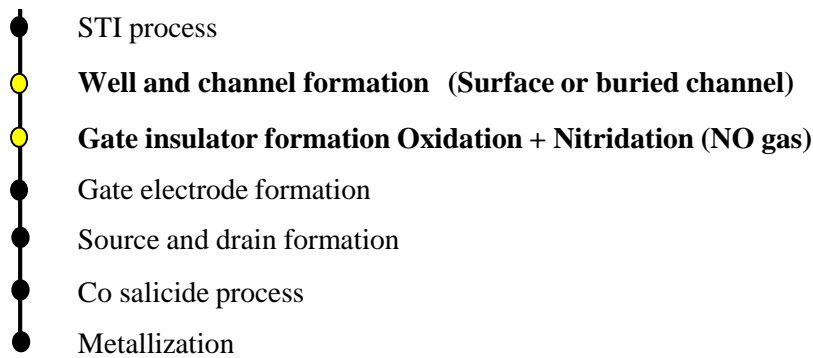 STI process
Well and channel formation (Surface or buried channel)
Gate insulator formation Oxidation + Nitridation (NO gas)
Gate electrode formation
Source and drain formation
Co salicide process
Metallization